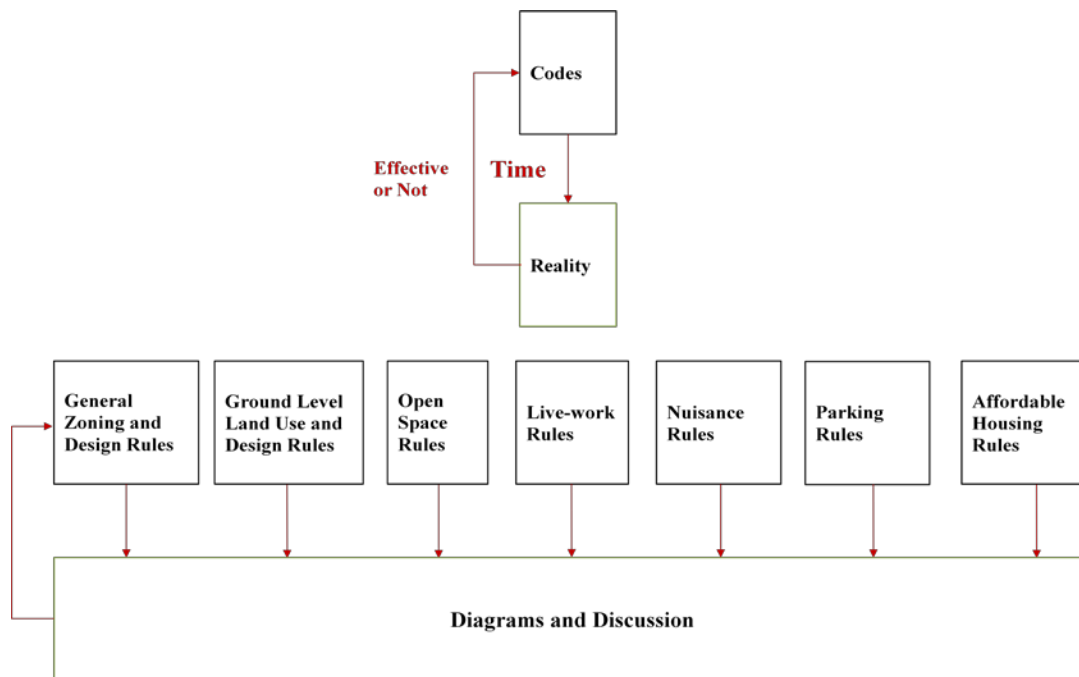 Codes
Effective
or Not
Time
Reality
General
Zoning and
Design Rules
Ground Level
Land Use and
Design Rules
Open
Space
Rules
Live-work
Rules
Nuisance
Rules
Parking
Rules
Affordable
Housing
Rules
Diagrams and Discussion